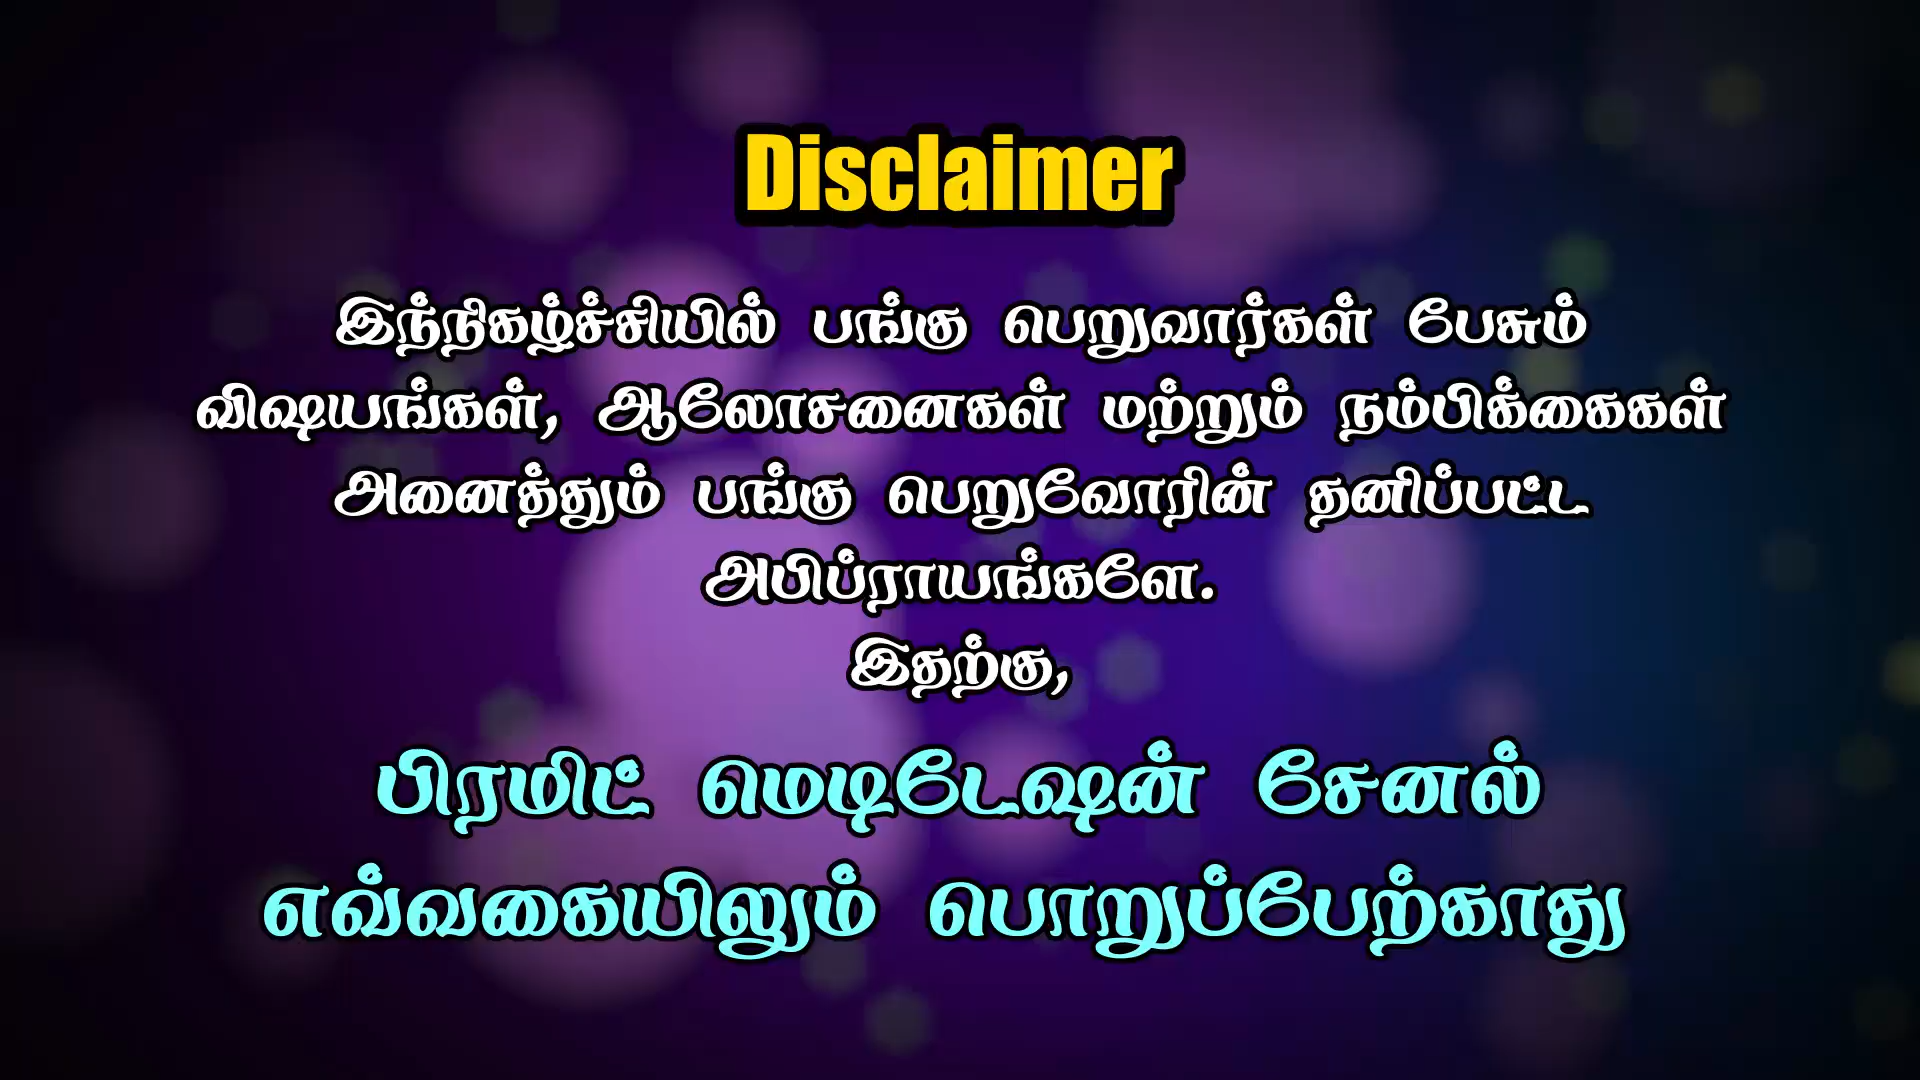 Disclaimer
இந்நிகழ்ச்சியில் பங்கு பெறுவார்கள் பேசும்
விஷயங்கள், ஆலோசனைகள் மற்றும் நம்பிக்கைகள்
அனைத்தும் பங்கு பெறுவோரின் தனிப்பட்ட
அபிப்ராயங்களே.
இதற்கு,
பிரமிட் மெடிடேஷன் சேனல்
எவ்வகையிலும் பொறுப்பேற்காது